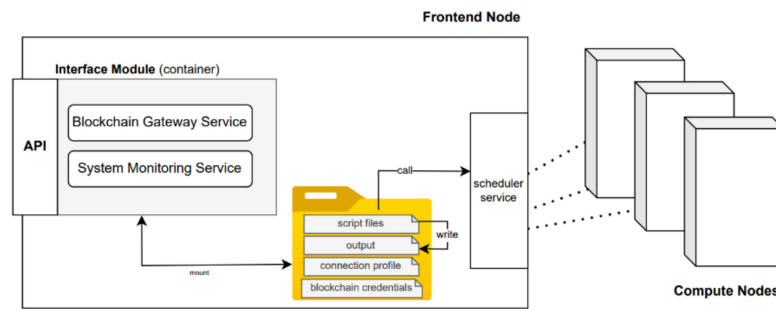 Frontend Node
Interface Module (container)
API
Blockchain Gateway Service
System Monitoring Service
call
scheduler
service
script files
write
output
connection profile
blockchain credentials
mount
Compute Nodes